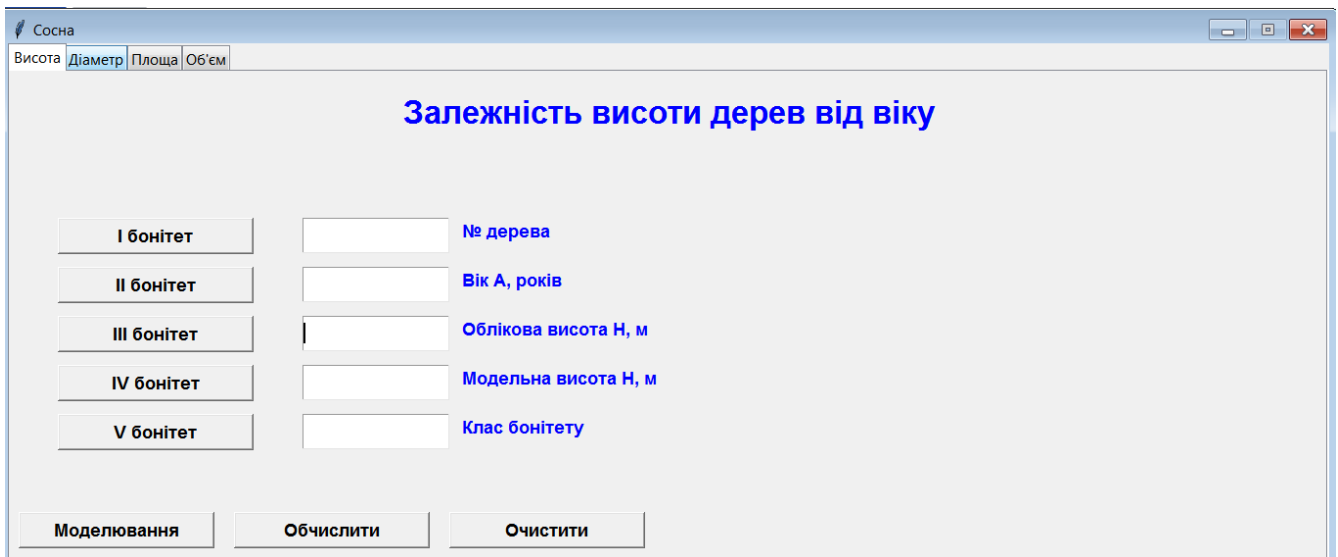 Сосна
Висота Діаметр Площа Об'єм
Залежність висоти дерев від віку
I бонітет № дерева
II бонітет Вік А, років
III бонітет Облікова висота Н, м
IV бонітет Модельна висота Н, м
V бонітет Клас бонітету
Моделювання Обчислити Очистити